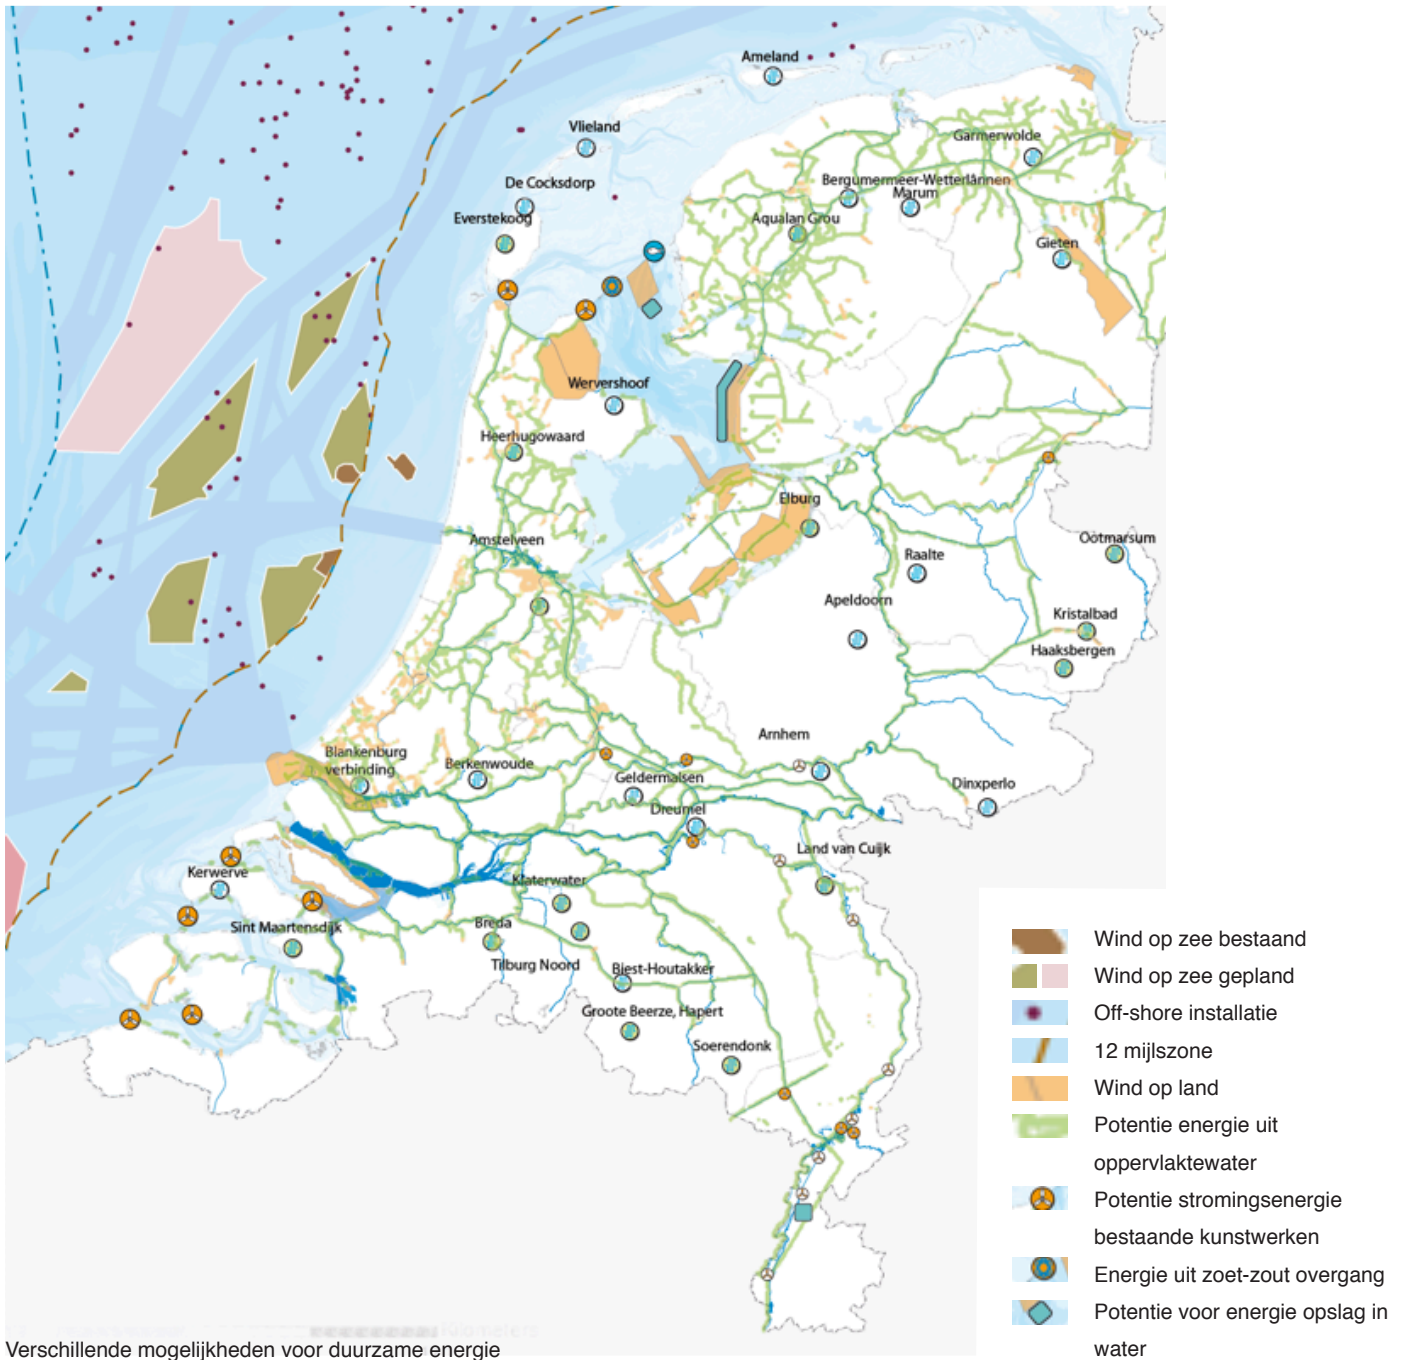 Ameland
Vlieland
Garmerwolde
De Cocksdorp
Bergumermeer-Wetterlânnen
Marum
Everstekoog
Aqualan Grou
Gieten
Wervershoof
Heerhugowaard
Elburg
Amstelveen
Ootmarsum
Raalte
Apeldoorn
Kristalbad
Haaksbergen
Arnhem
Blankenburg
verbinding
Berkenwoude
Geldermalsen
Dinxperlo
Dreumel
Land van Cuijk
Kerwerve
Klaterwater
Sint Maartensdijk
Breda
Tilburg Noord
Biest-Houtakker
Groote Beerze, Hapert
Soerendonk
Wind op zee bestaand
Wind op zee gepland
Off-shore installatie
12 mijlszone
Wind op land
Potentie energie uit
oppervlaktewater
Potentie stromingsenergie
bestaande kunstwerken
Energie uit zoet-zout overgang
Potentie voor energie opslag in
water
Verschillende mogelijkheden voor duurzame energie